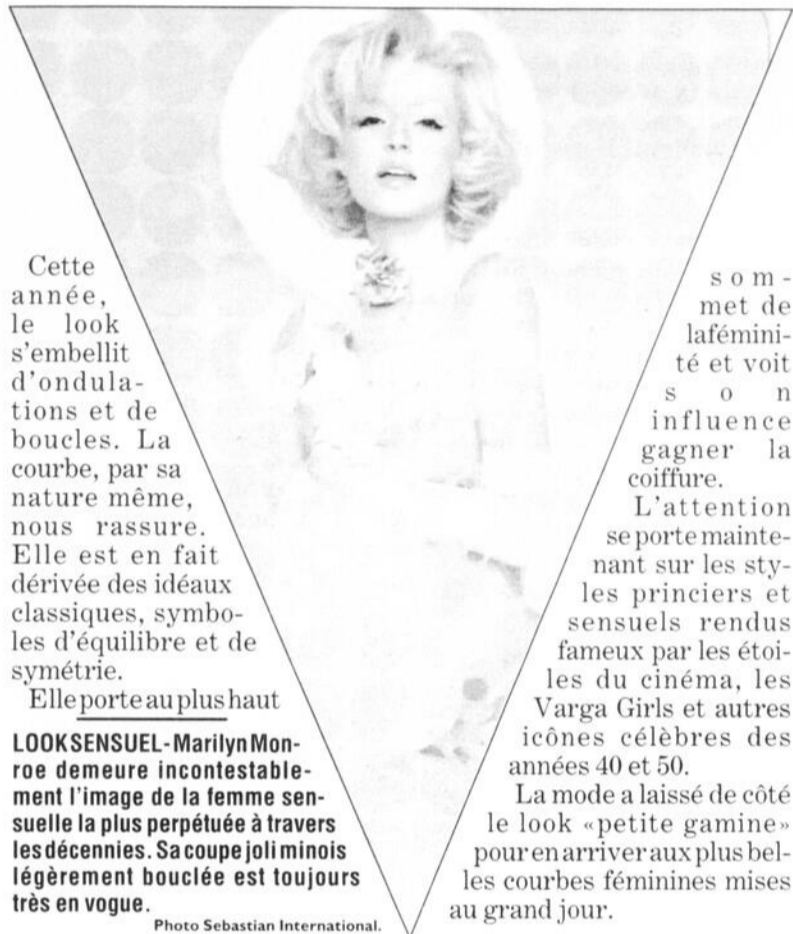 Cette
année,
le look
s'embellit
d'ondula-
tions et de
boucles. La
courbe, par sa
nature même,
nous rassure.
Elle est en fait
dérivée des idéaux
classiques, symbo-
les d'équilibre et de
symétrie.
Elle porte au plus haut
som-
met de
lafémini-
té et voit
son
influence
gagner la
coiffure.
L'attention
se porte mainte-
nant sur les sty-
les princiers et
sensuels rendus
fameux par les étoi-
les du cinéma, les
Varga Girls et autres
icônes célèbres des
années 40 et 50.
La mode a laissé de côté
le look «petite gamine»
pour en arriver aux plus bel-
les courbes féminines mises
au grand jour.
LOOK SENSUEL - Marilyn Mon-
roe demeure incontestable-
ment l'image de la femme sen-
suelle la plus perpétuée à travers
les décennies. Sa coupe joli minois
légèrement bouclée est toujours
très en vogue.
Photo Sebastian International.